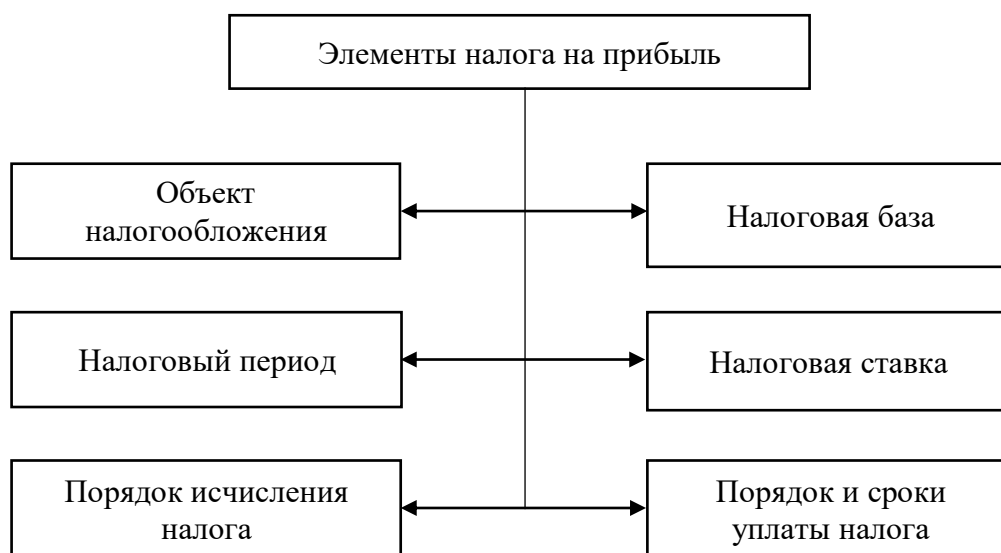 Элементы налога на прибыль
Объект
налогообложения
Налоговая база
Налоговый период
Налоговая ставка
Порядок исчисления
налога
Порядок и сроки
уплаты налога